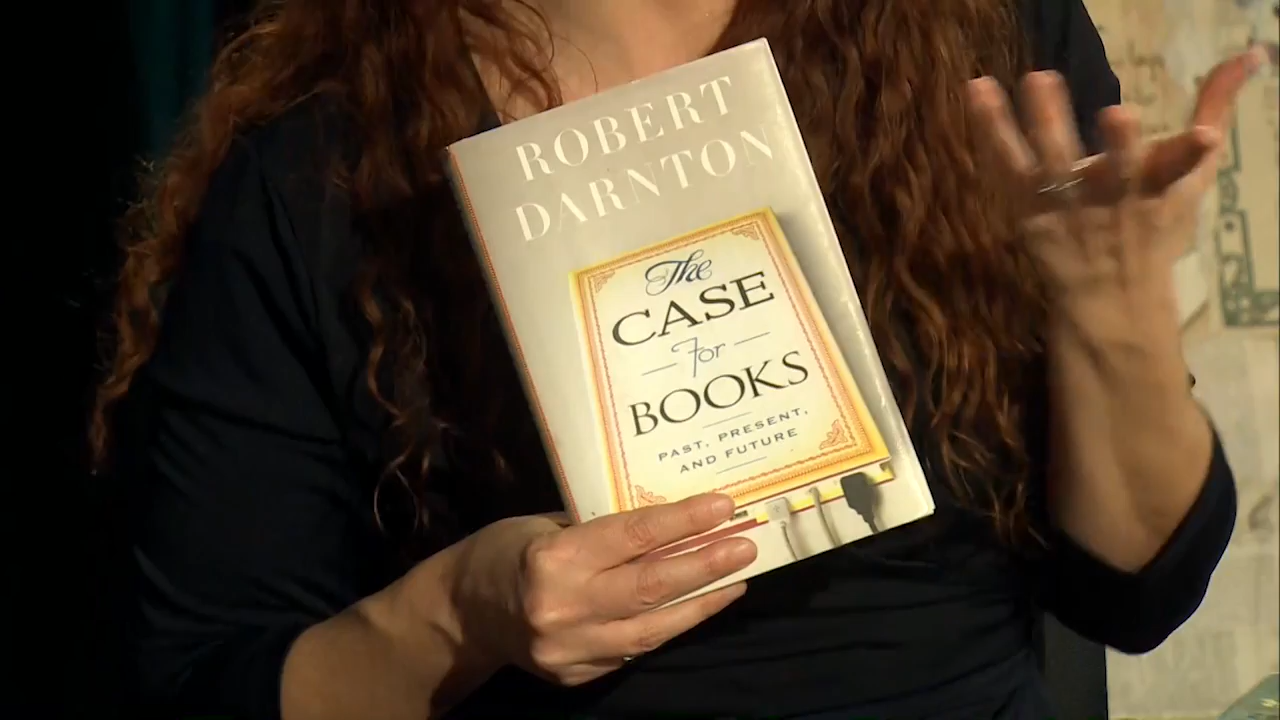 ROBERT
DARNTON
The
CASE
For
BOOKS
PAST, PRESENT,
AND FUTURE